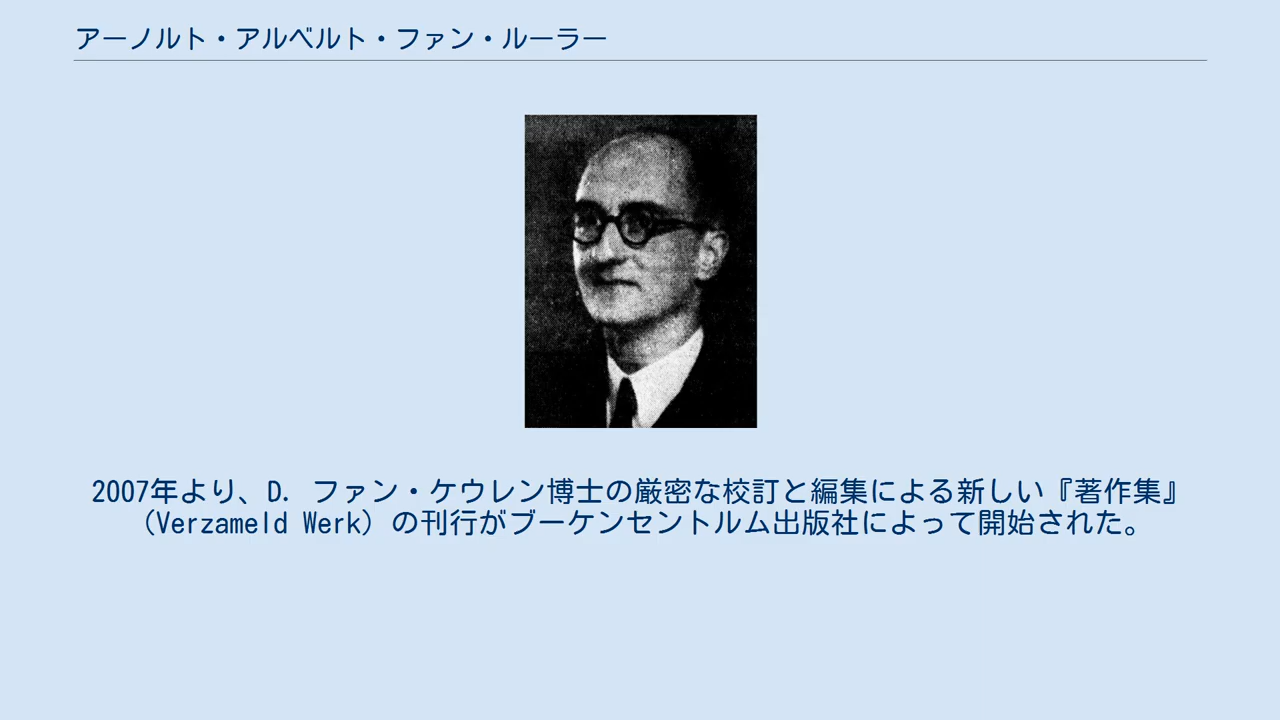 アーノルト・アルベルト・ファン・ルーラー
2007年より、D. ファン・ケウレン博士の厳密な校訂と編集による新しい『著作集』
（Verzameld Werk）の刊行がブーケンセントルム出版社によって開始された。